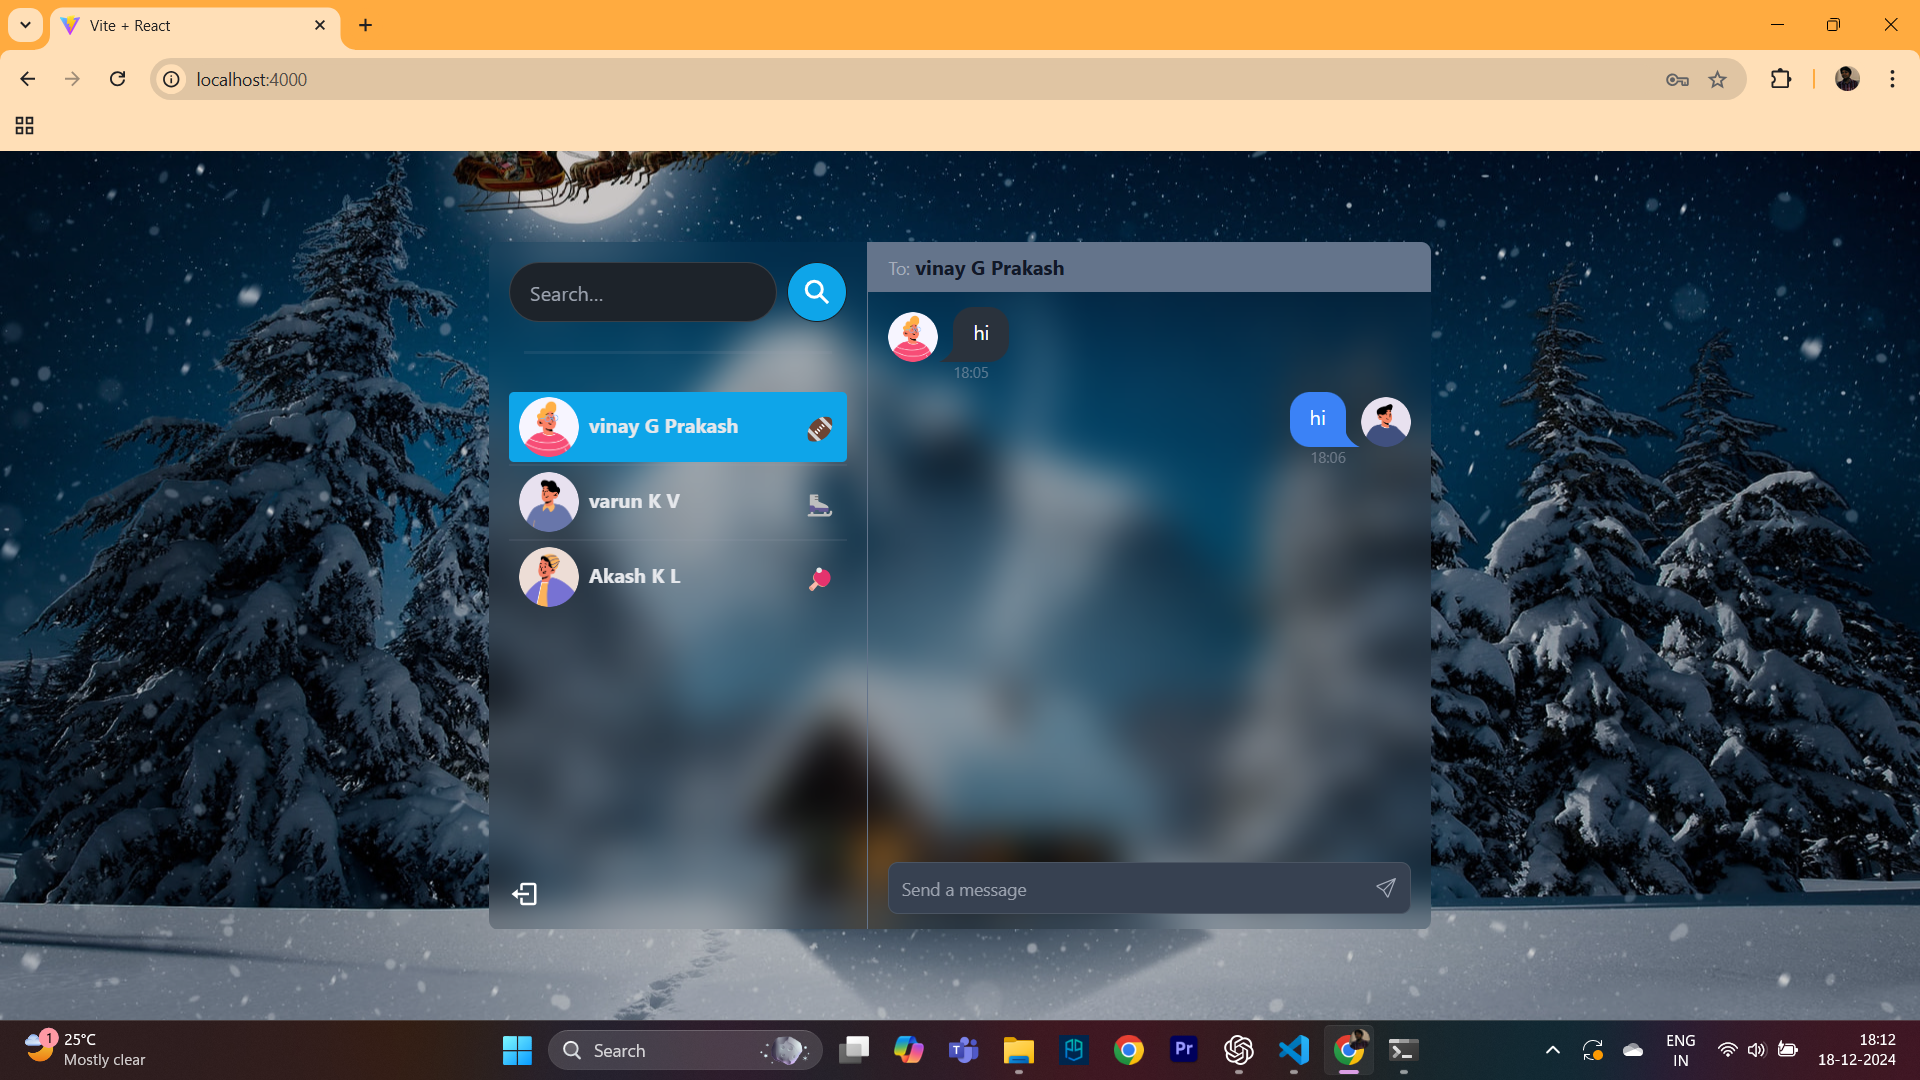 Vite + React
localhost:4000
Search...
To: vinay G Prakash
hi
18:05
hi
18:06
vinay G Prakash
varun K V
Akash K L
Send a message
1
25°C
Mostly clear
Search
Pr
ENG
IN
18:12
18-12-2024